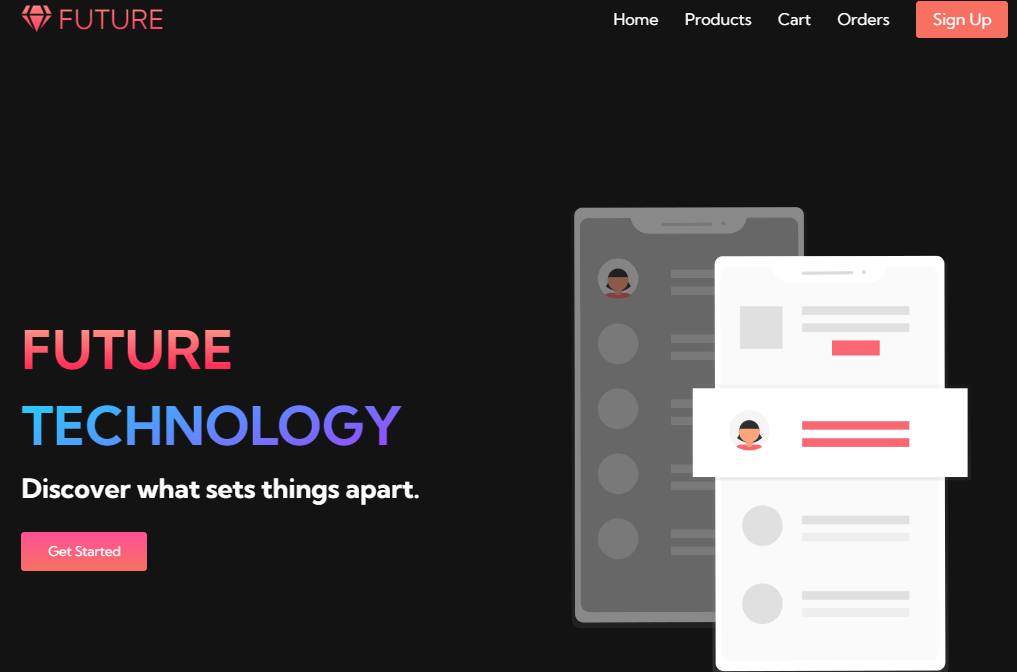 FUTURE
Home Products Cart Orders Sign Up
FUTURE
TECHNOLOGY
Discover what sets things apart.
Get Started